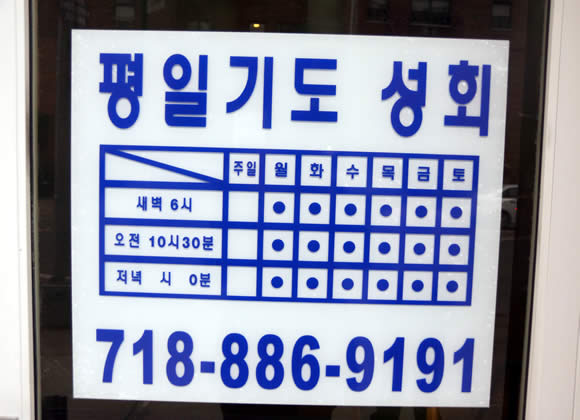 평일기도 성회
주일 월 화 수 목 금 토
새벽 6시 ● ● ● ● ● ●
오전 10시30분 ● ● ● ● ● ●
저녁 시 0분 ● ● ● ● ● ●
718-886-9191